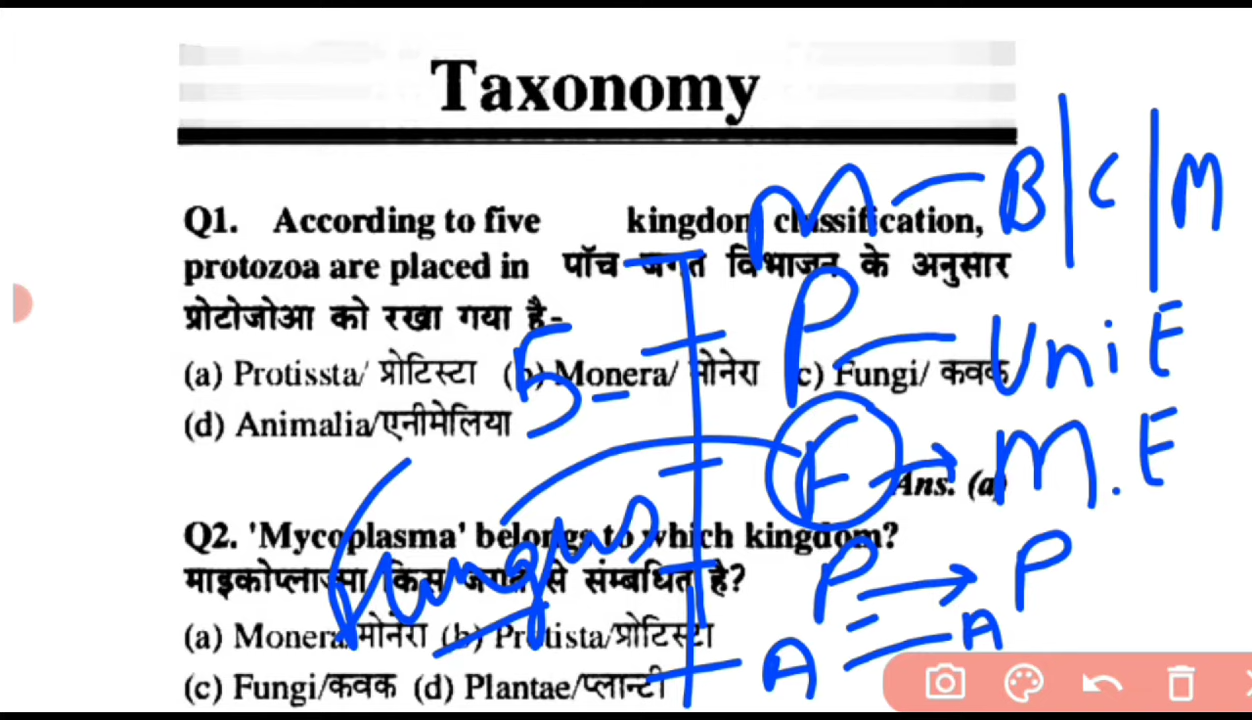 Taxonomy
Q1. According to five kingdom classification,
protozoa are placed in पाँच जगत विभाजन के अनुसार
प्रोटोजोआ को रखा गया है-
(a) Protissta/ प्रोटिस्टा (b) Monera/ मोनेरा (c) Fungi/ कवक
(d) Animalia/एनीमेलिया
Ans. (a)
Q2. 'Mycoplasma' belongs to which kingdom?
माइकोप्लाज्मा किस जगत से संम्बधित है?
(a) Monera/मोनेरा (b) Protista/प्रोटिस्टा
(c) Fungi/कवक (d) Plantae/प्लान्टी
M B|C|M
5- P Uni E
F M.E
Fungus
P P
A A